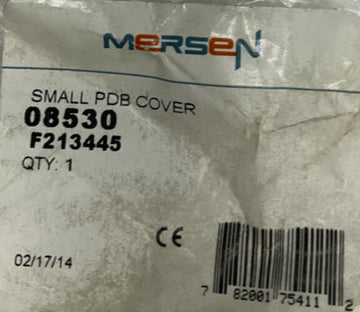 MERSEN
SMALL PDB COVER
08530
F213445
QTY: 1
CE
02/17/14
7 82001 75411 2